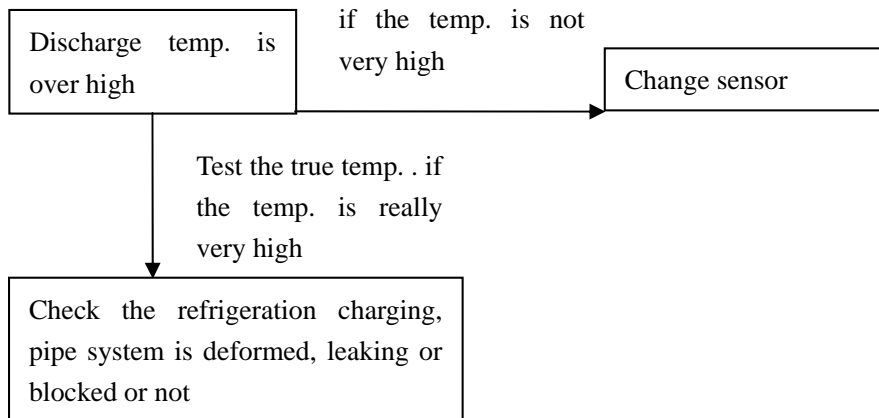 Discharge temp. is
over high
if the temp. is not
very high
Change sensor
Test the true temp. . if
the temp. is really
very high
Check the refrigeration charging,
pipe system is deformed, leaking or
blocked or not